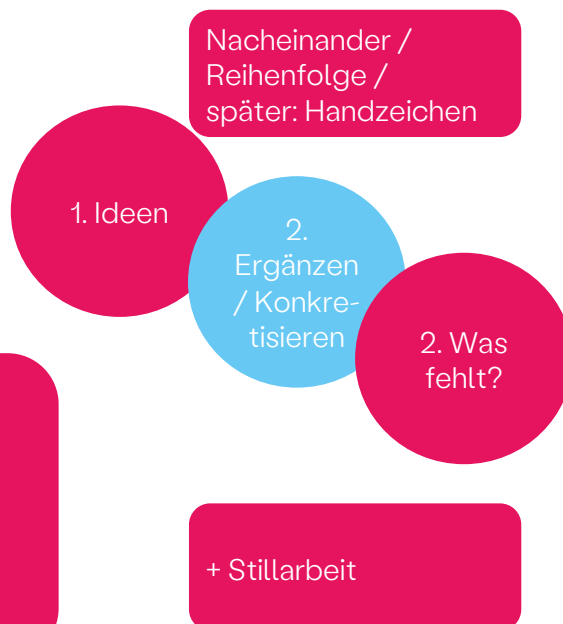 Nacheinander /
Reihenfolge /
später: Handzeichen
1. Ideen
2.
Ergänzen
/ Konkre-
tisieren
2. Was
fehlt?
+ Stillarbeit